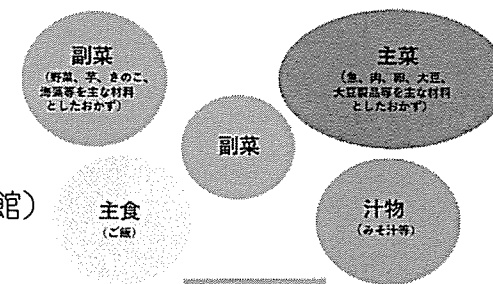 副菜
(野菜、芋、きのこ、
海藻等を主な材料
としたおかず)
主菜
(魚、肉、卵、大豆、
大豆製品等を主な材料
としたおかず)
副菜
館)
主食
(ご飯)
汁物
(みそ汁等)